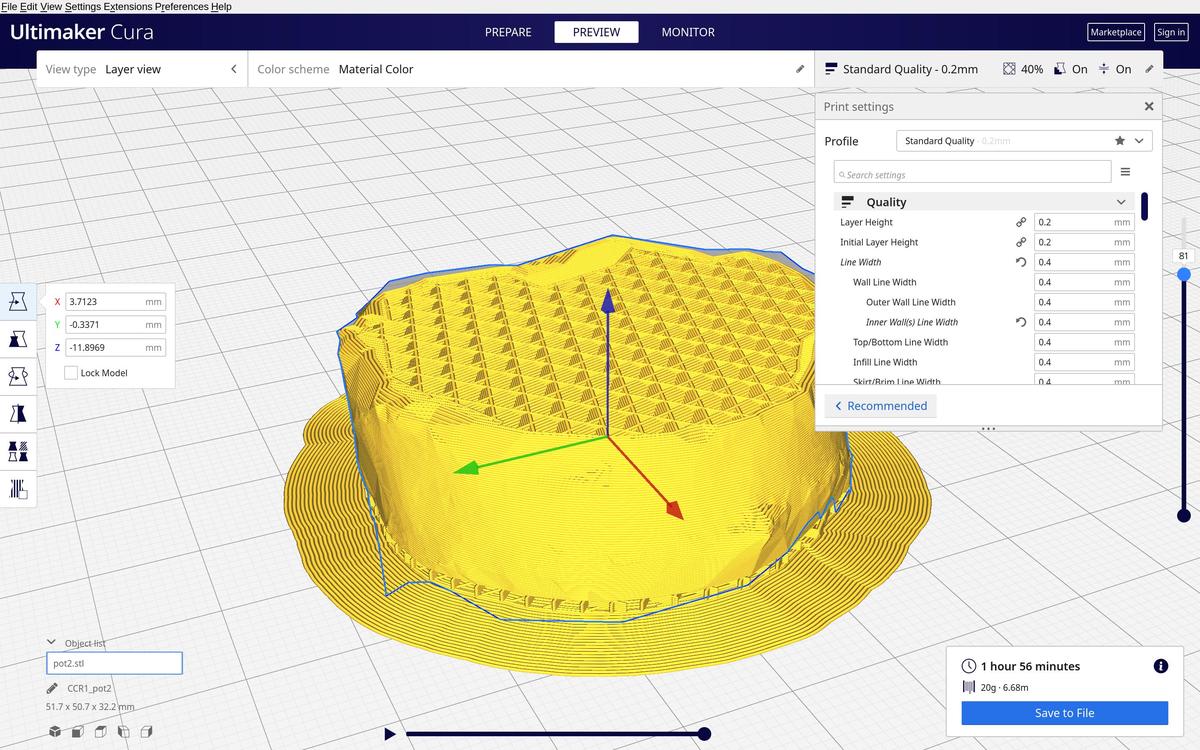 File Edit View Settings Extensions Preferences Help
Ultimaker Cura
PREPARE PREVIEW MONITOR
Marketplace Sign in
View type Layer view
Color scheme Material Color
Standard Quality - 0.2mm 40% On On
Print settings
Profile Standard Quality - 0.2mm
Search settings
Quality
Layer Height 0.2 mm
Initial Layer Height 0.2 mm
Line Width 0.4 mm
Wall Line Width 0.4 mm
Outer Wall Line Width 0.4 mm
Inner Wall(s) Line Width 0.4 mm
Top/Bottom Line Width 0.4 mm
Infill Line Width 0.4 mm
Skirt/Brim Line Width 0.4 mm
Recommended
81
X 3.7123 mm
Y -0.3371 mm
Z -11.8969 mm
Lock Model
Object list
pot2.stl
CCR1_pot2
51.7 x 50.7 x 32.2 mm
1 hour 56 minutes
20g · 6.68m
Save to File